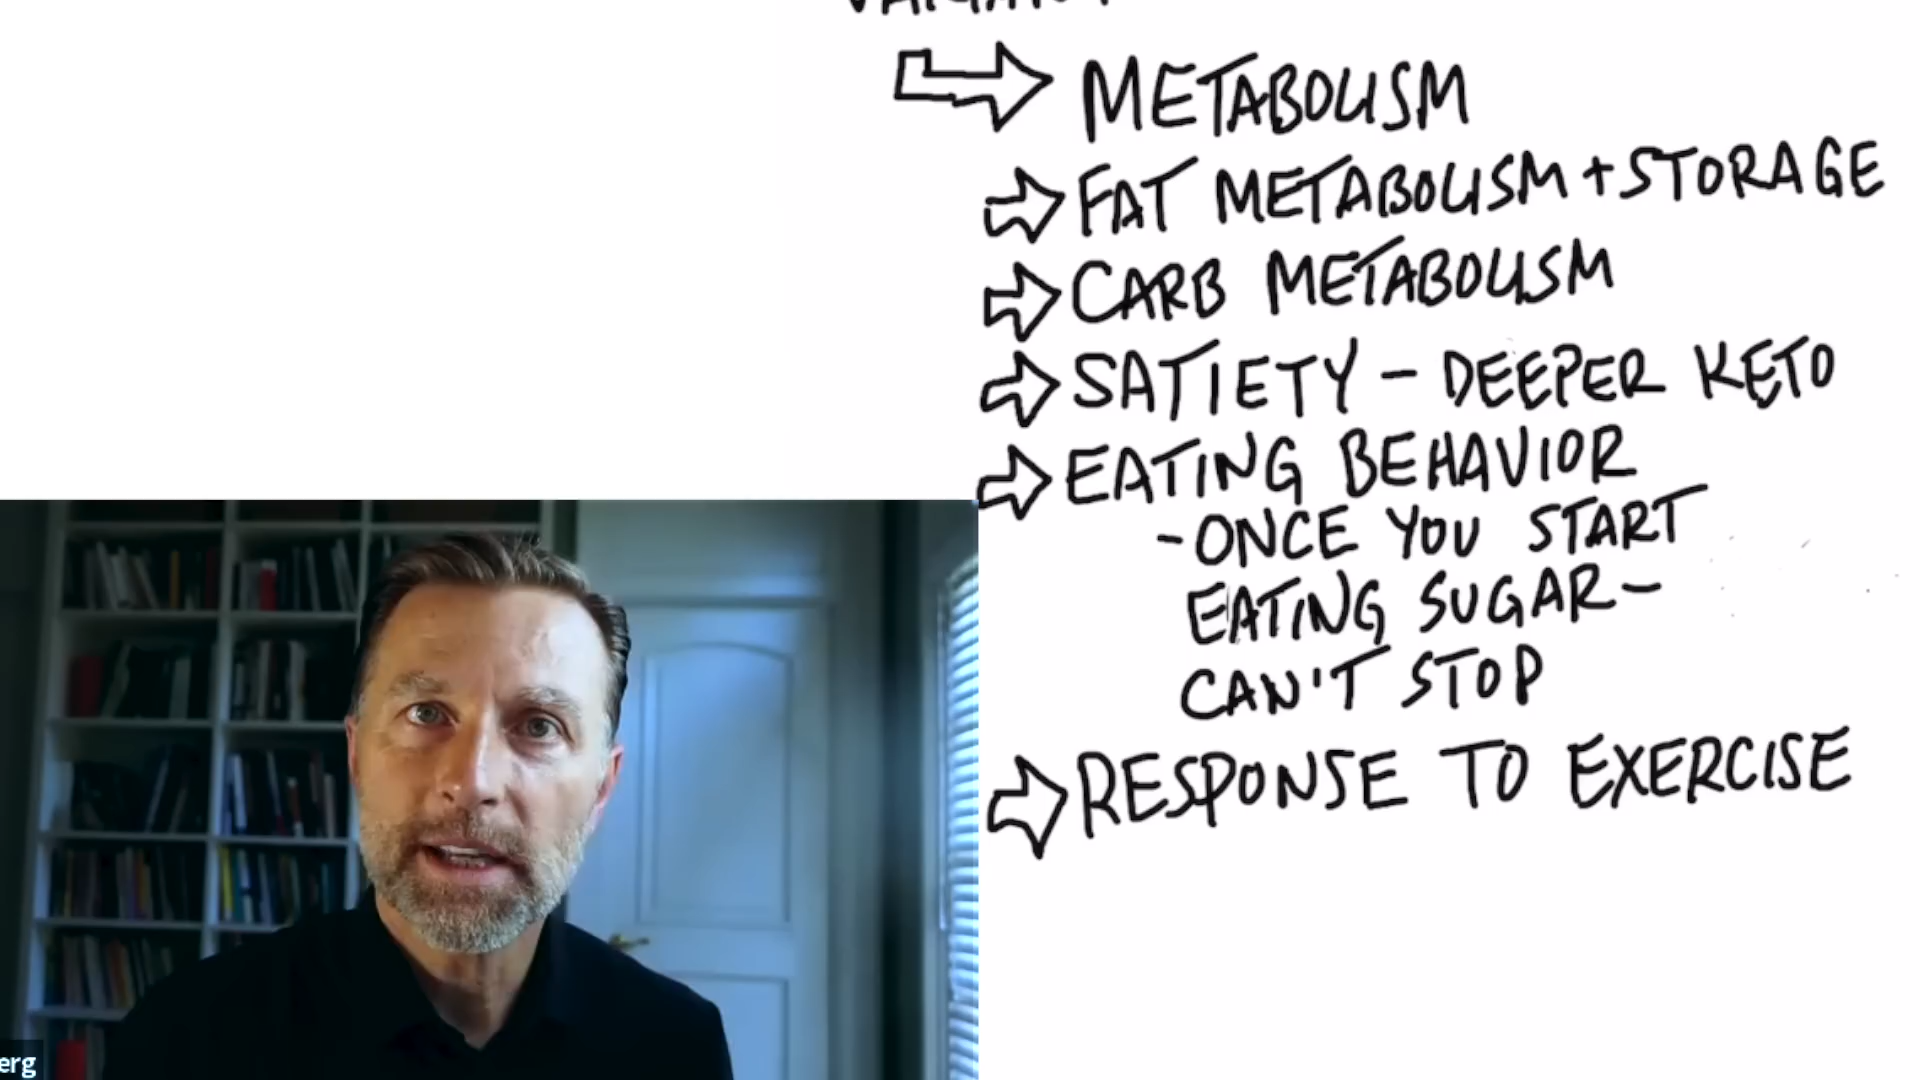 METABOLISM
FAT METABOLISM + STORAGE
CARB METABOLISM
SATIETY - DEEPER KETO
EATING BEHAVIOR
- ONCE YOU START
EATING SUGAR -
CAN'T STOP
RESPONSE TO EXERCISE
erg